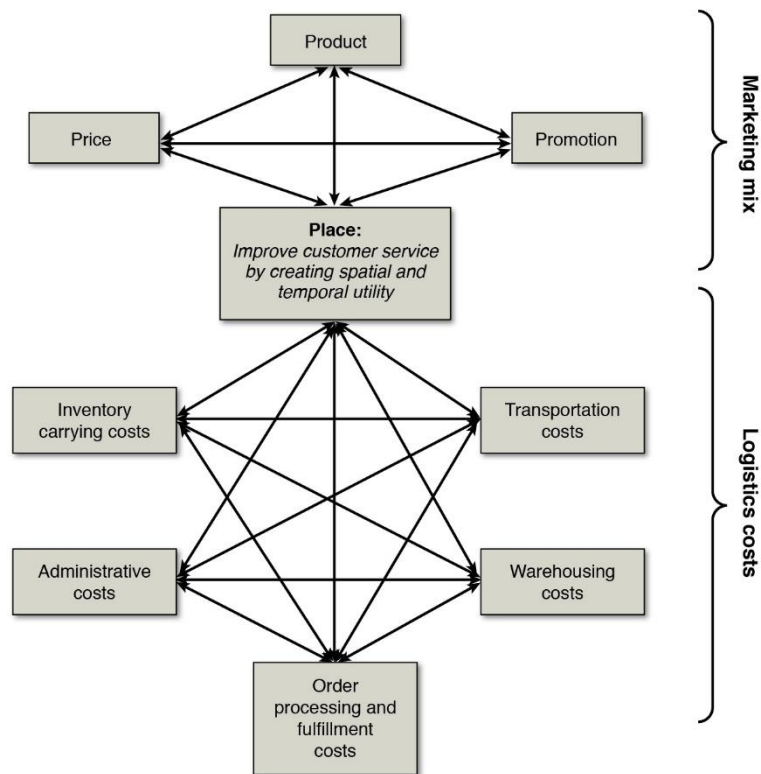 Product
Price
Promotion
Place:
Improve customer service
by creating spatial and
temporal utility
Marketing mix
Inventory
carrying costs
Transportation
costs
Administrative
costs
Warehousing
costs
Order
processing and
fulfillment
costs
Logistics costs